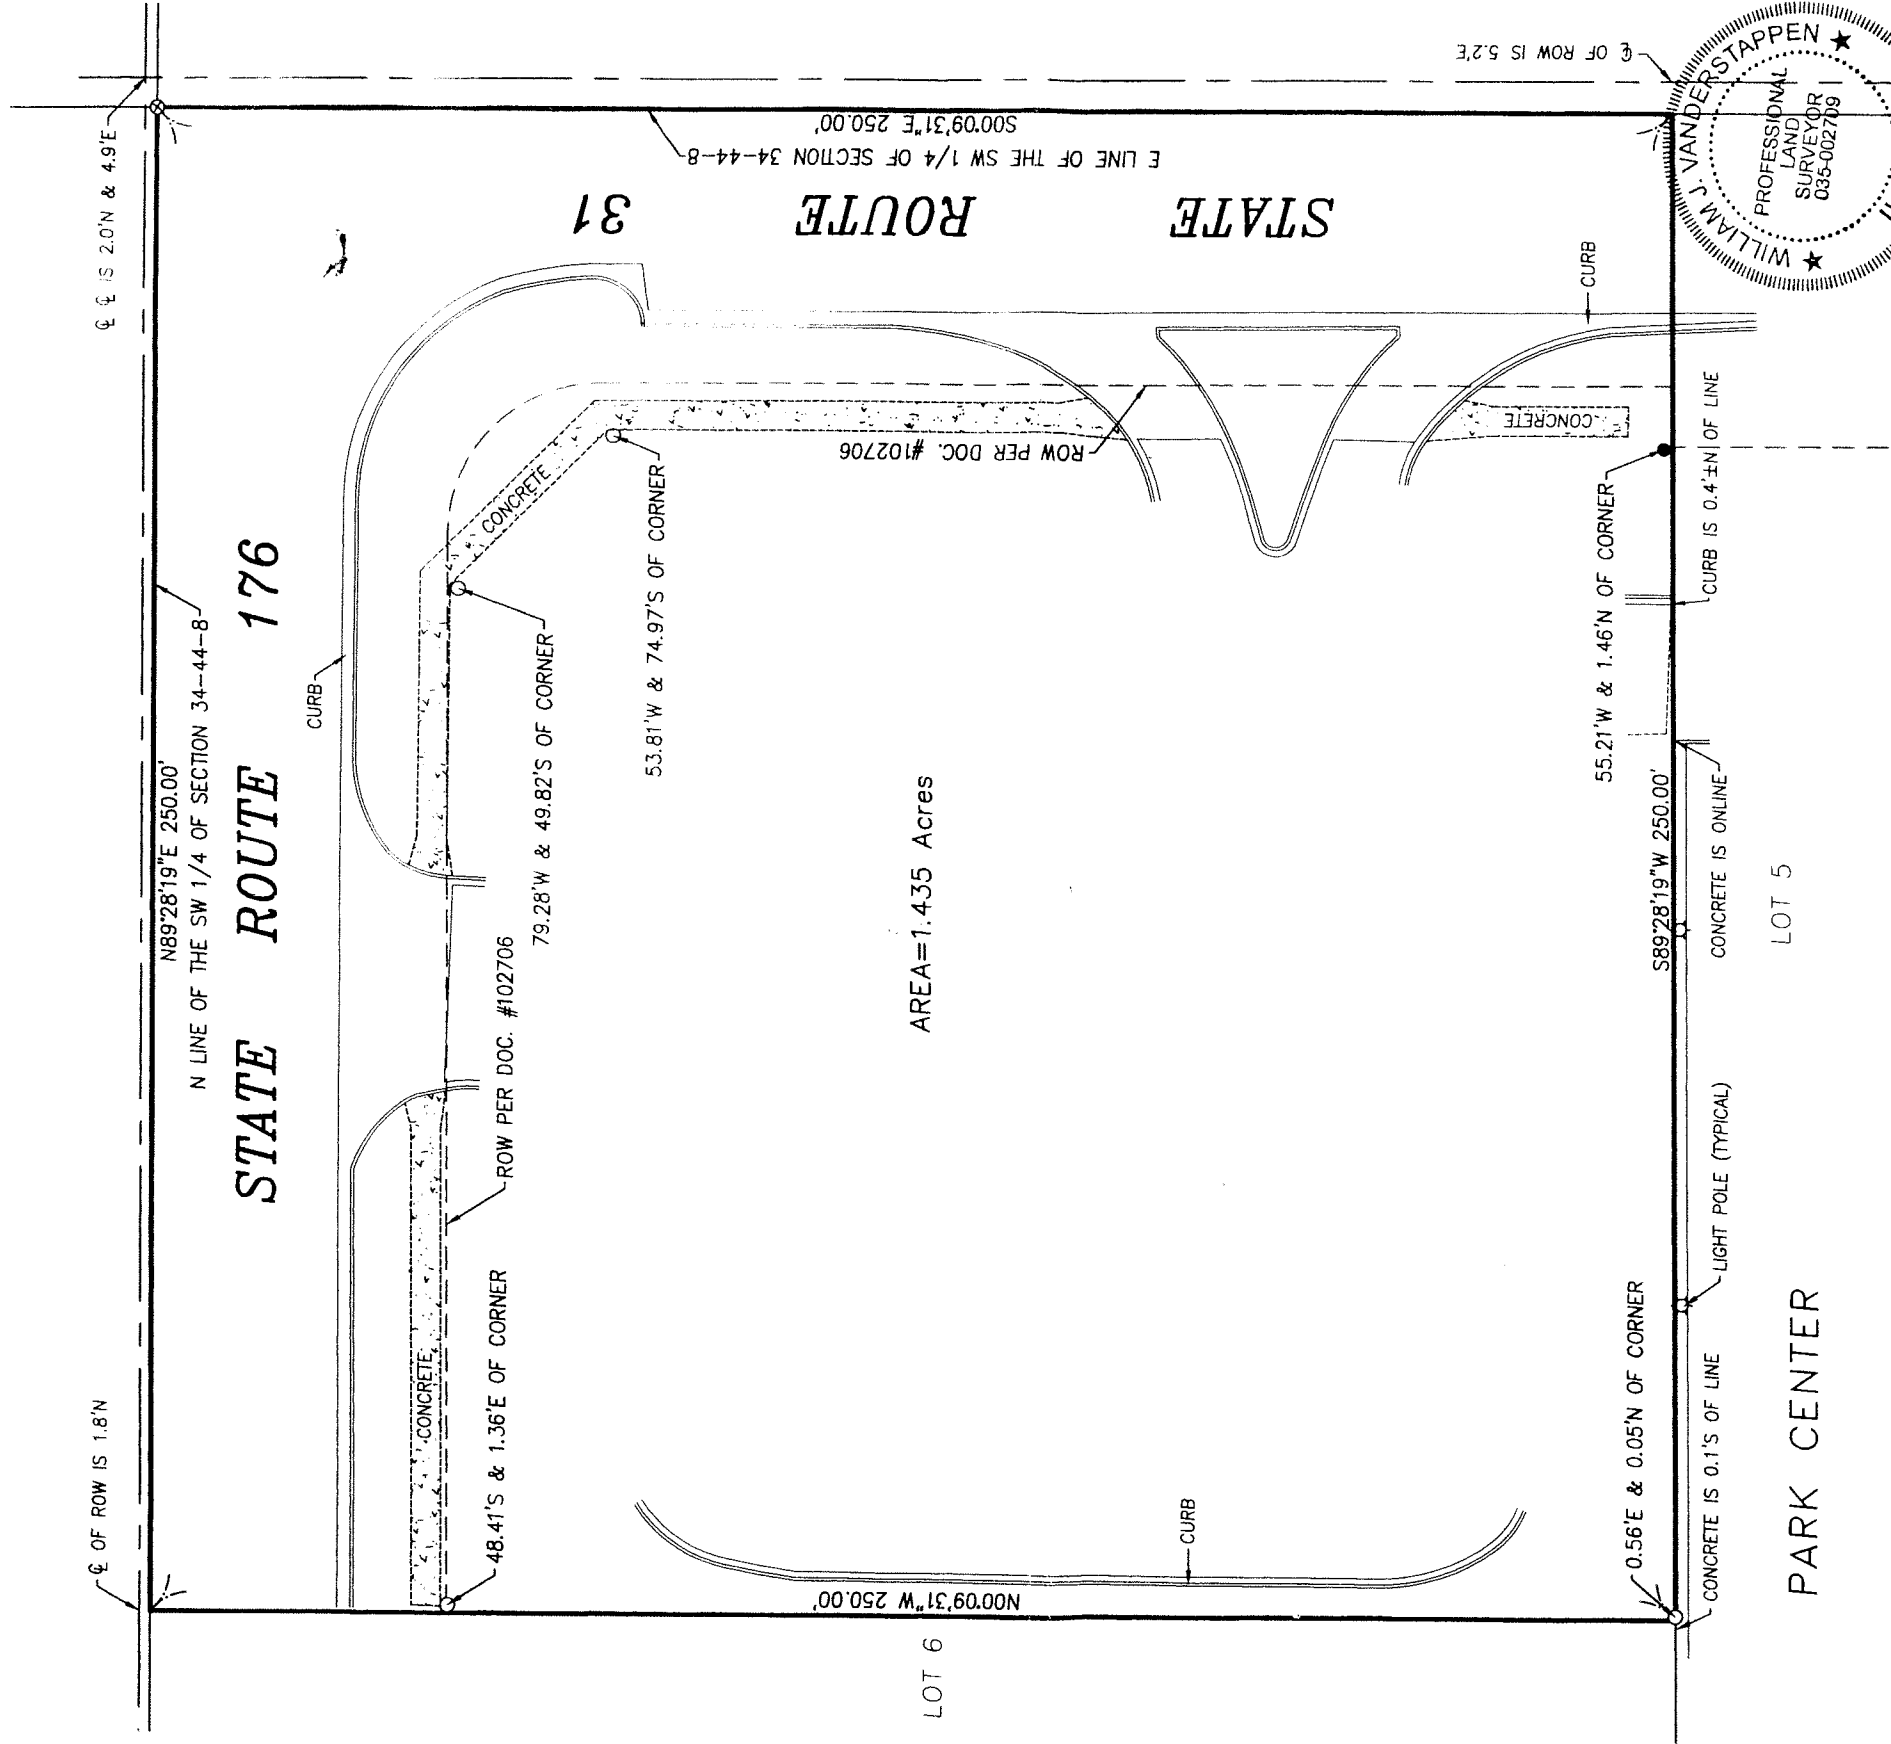 ℄ OF ROW IS 1.8'N
℄ ℄ IS 2.0'N & 4.9'E
N89°28'19"E 250.00'
N LINE OF THE SW 1/4 OF SECTION 34-44-8
STATE ROUTE 176
CURB
CONCRETE
CONCRETE
48.41'S & 1.36'E OF CORNER
ROW PER DOC. #102706
79.28'W & 49.82'S OF CORNER
53.81'W & 74.97'S OF CORNER
S00°09'31"E 250.00'
E LINE OF THE SW 1/4 OF SECTION 34-44-8
STATE ROUTE 31
ROW PER DOC. #102706
CONCRETE
CURB
℄ OF ROW IS 5.2'E
AREA=1.435 Acres
N00°09'31"W 250.00'
LOT 6
CURB
55.21'W & 1.46'N OF CORNER
0.56'E & 0.05'N OF CORNER
S89°28'19"W 250.00'
CURB IS 0.4'±N OF LINE
CONCRETE IS ONLINE
LIGHT POLE (TYPICAL)
CONCRETE IS 0.1'S OF LINE
LOT 5
PARK CENTER
WILLIAM J. VANDERSTAPPEN
PROFESSIONAL
LAND
SURVEYOR
035-002709